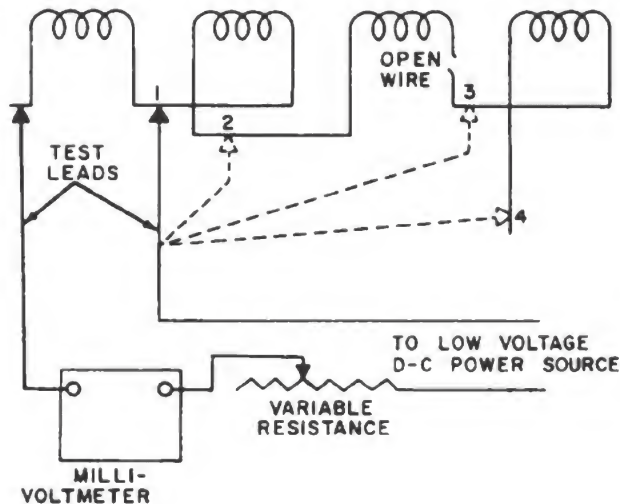 OPEN
WIRE
1
2
3
TEST
LEADS
4
TO LOW VOLTAGE
D-C POWER SOURCE
VARIABLE
RESISTANCE
MILLI-
VOLTMETER